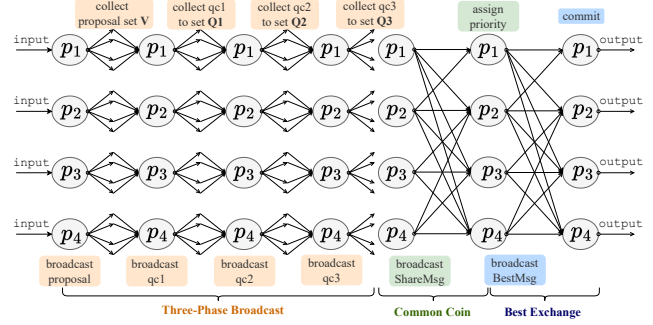 collect
proposal set V
collect qc1
to set Q1
collect qc2
to set Q2
collect qc3
to set Q3
assign
priority
commit
input p1 p1 p1 p1 p1 p1 p1 output
input p2 p2 p2 p2 p2 p2 p2 output
input p3 p3 p3 p3 p3 p3 p3 output
input p4 p4 p4 p4 p4 p4 p4 output
broadcast
proposal
broadcast
qc1
broadcast
qc2
broadcast
qc3
broadcast
ShareMsg
broadcast
BestMsg
Three-Phase Broadcast
Common Coin
Best Exchange